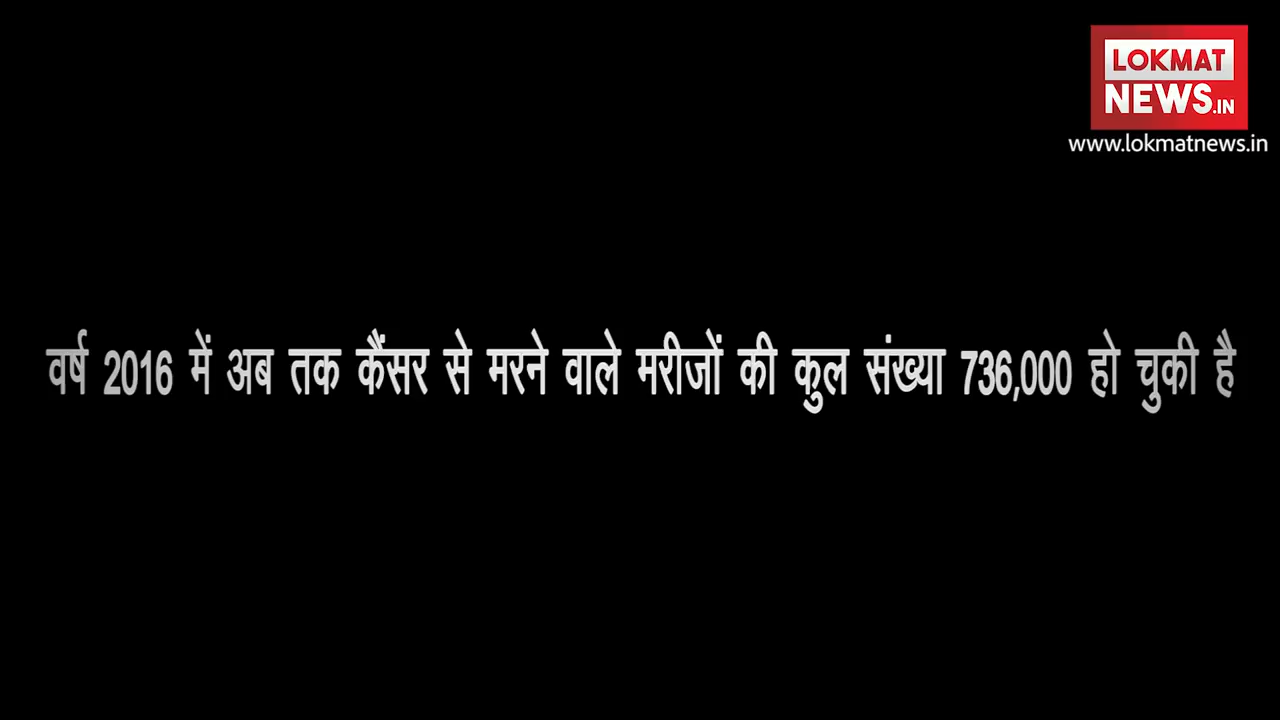 LOKMAT
NEWS.IN
www.lokmatnews.in
वर्ष 2016 में अब तक कैंसर से मरने वाले मरीजों की कुल संख्या 736,000 हो चुकी है